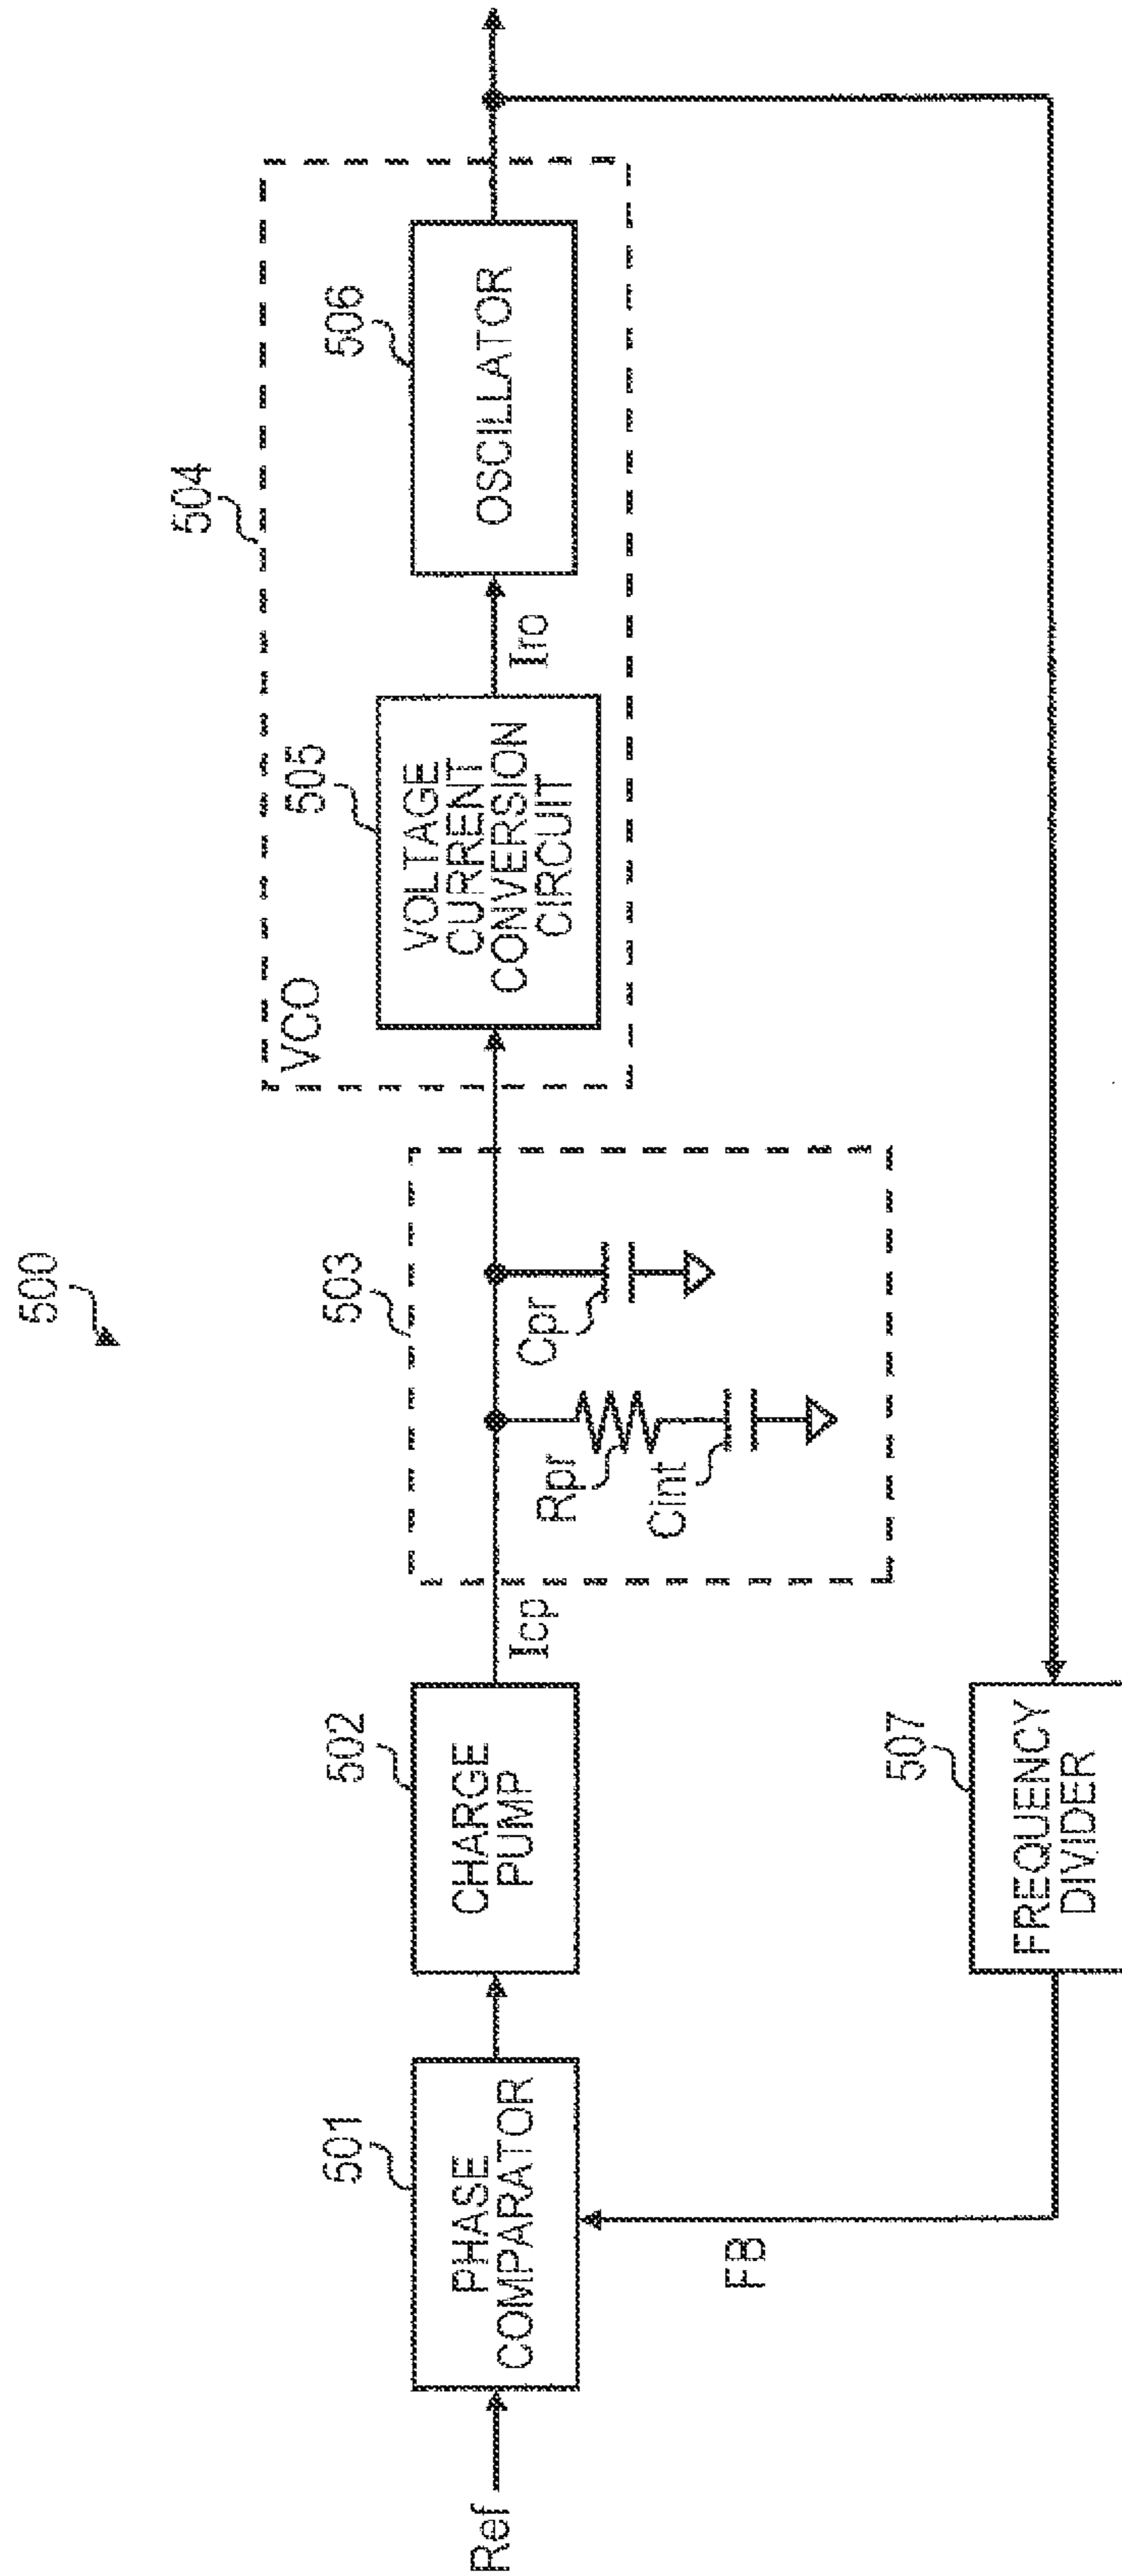 500
504
VCO
501
PHASE
COMPARATOR
502
CHARGE
PUMP
503
505
VOLTAGE
CURRENT
CONVERSION
CIRCUIT
506
OSCILLATOR
Ref
Icp
Iro
Rpr
Cpr
Cint
FB
507
FREQUENCY
DIVIDER